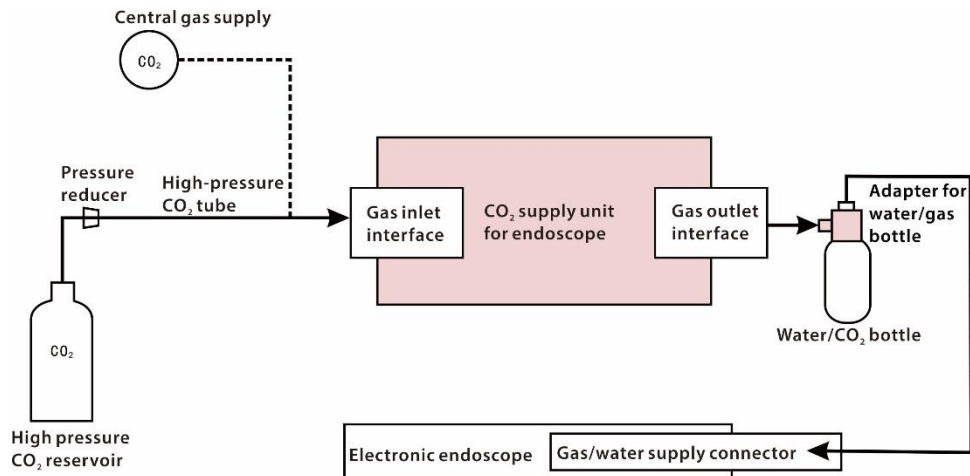 Central gas supply
CO₂
Pressure
reducer
High-pressure
CO₂ tube
Gas inlet
interface
CO₂ supply unit
for endoscope
Gas outlet
interface
Adapter for
water/gas
bottle
Water/CO₂ bottle
CO₂
High pressure
CO₂ reservoir
Electronic endoscope
Gas/water supply connector